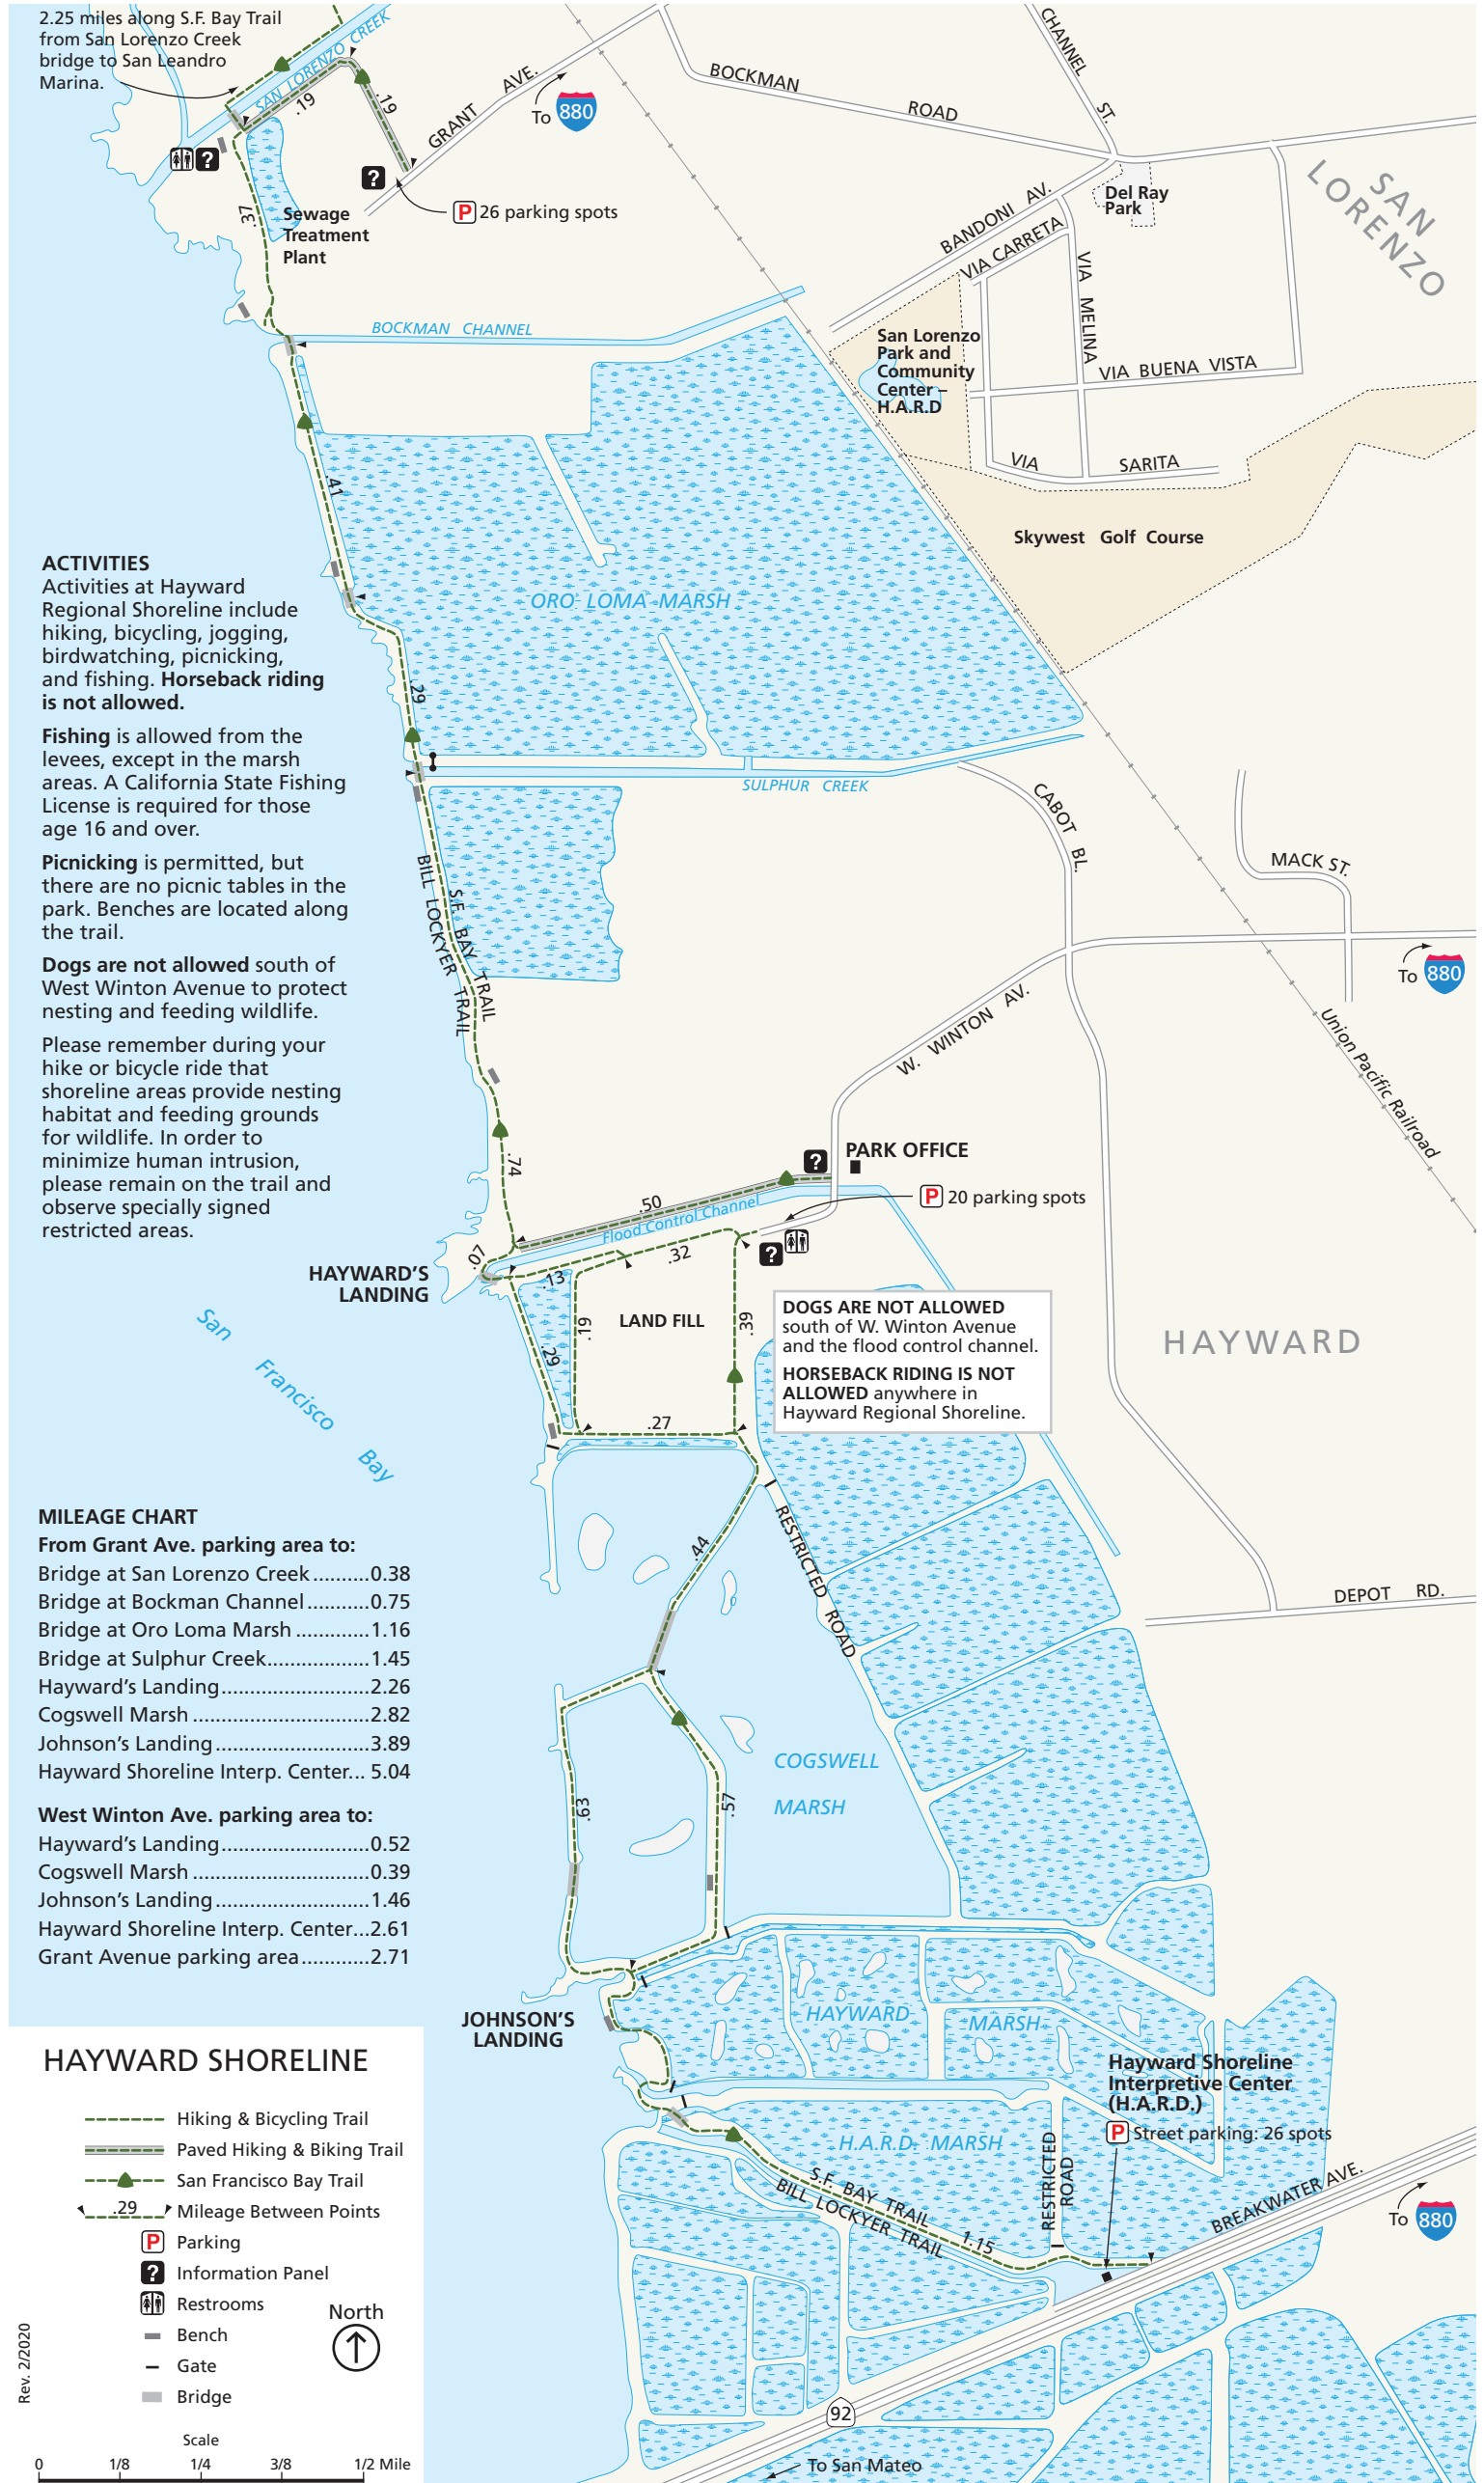 2.25 miles along S.F. Bay Trail
from San Lorenzo Creek
bridge to San Leandro
Marina.
SAN LORENZO CREEK
.19
.19
GRANT AVE.
To 880
BOCKMAN ROAD
CHANNEL ST.
?
?
P 26 parking spots
.37
Sewage
Treatment
Plant
BANDONI AV.
Del Ray
Park
VIA CARRETA
VIA MELINA
SAN
LORENZO
BOCKMAN CHANNEL
San Lorenzo
Park and
Community
Center –
H.A.R.D
VIA BUENA VISTA
VIA SARITA
.41
Skywest Golf Course
ORO LOMA MARSH
ACTIVITIES
Activities at Hayward
Regional Shoreline include
hiking, bicycling, jogging,
birdwatching, picnicking,
and fishing. Horseback riding
is not allowed.
Fishing is allowed from the
levees, except in the marsh
areas. A California State Fishing
License is required for those
age 16 and over.
Picnicking is permitted, but
there are no picnic tables in the
park. Benches are located along
the trail.
Dogs are not allowed south of
West Winton Avenue to protect
nesting and feeding wildlife.
Please remember during your
hike or bicycle ride that
shoreline areas provide nesting
habitat and feeding grounds
for wildlife. In order to
minimize human intrusion,
please remain on the trail and
observe specially signed
restricted areas.
.29
SULPHUR CREEK
CABOT BL.
MACK ST.
S.F. BAY TRAIL
BILL LOCKYER TRAIL
To 880
W. WINTON AV.
Union Pacific Railroad
.74
?
PARK OFFICE
.50
Flood Control Channel
P 20 parking spots
.07
.32
?
.13
HAYWARD'S
LANDING
LAND FILL
.19
.39
.29
.27
DOGS ARE NOT ALLOWED
south of W. Winton Avenue
and the flood control channel.
HORSEBACK RIDING IS NOT
ALLOWED anywhere in
Hayward Regional Shoreline.
HAYWARD
San Francisco Bay
RESTRICTED ROAD
.44
DEPOT RD.
MILEAGE CHART
From Grant Ave. parking area to:
Bridge at San Lorenzo Creek..........0.38
Bridge at Bockman Channel...........0.75
Bridge at Oro Loma Marsh .............1.16
Bridge at Sulphur Creek..................1.45
Hayward's Landing..........................2.26
Cogswell Marsh ...............................2.82
Johnson's Landing...........................3.89
Hayward Shoreline Interp. Center... 5.04
West Winton Ave. parking area to:
Hayward's Landing..........................0.52
Cogswell Marsh ...............................0.39
Johnson's Landing...........................1.46
Hayward Shoreline Interp. Center...2.61
Grant Avenue parking area............2.71
COGSWELL
MARSH
.63
.57
JOHNSON'S
LANDING
HAYWARD MARSH
Hayward Shoreline
Interpretive Center
(H.A.R.D.)
P Street parking: 26 spots
H.A.R.D. MARSH
RESTRICTED
ROAD
S.F. BAY TRAIL
BILL LOCKYER TRAIL
1.15
BREAKWATER AVE.
To 880
92
To San Mateo
HAYWARD SHORELINE
Hiking & Bicycling Trail
Paved Hiking & Biking Trail
San Francisco Bay Trail
.29 Mileage Between Points
P Parking
? Information Panel
Restrooms
Bench
Gate
Bridge
North
Rev. 2/2020
Scale
0 1/8 1/4 3/8 1/2 Mile